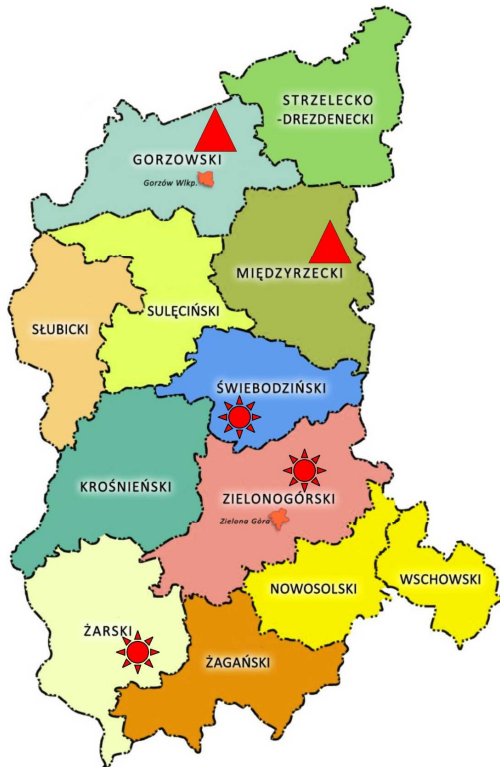 STRZELECKO
-DREZDENECKI
GORZOWSKI
Gorzów Wlkp.
MIĘDZYRZECKI
SULĘCIŃSKI
SŁUBICKI
ŚWIEBODZIŃSKI
KROŚNIEŃSKI
ZIELONOGÓRSKI
Zielona Góra
NOWOSOLSKI
WSCHOWSKI
ŻARSKI
ŻAGAŃSKI